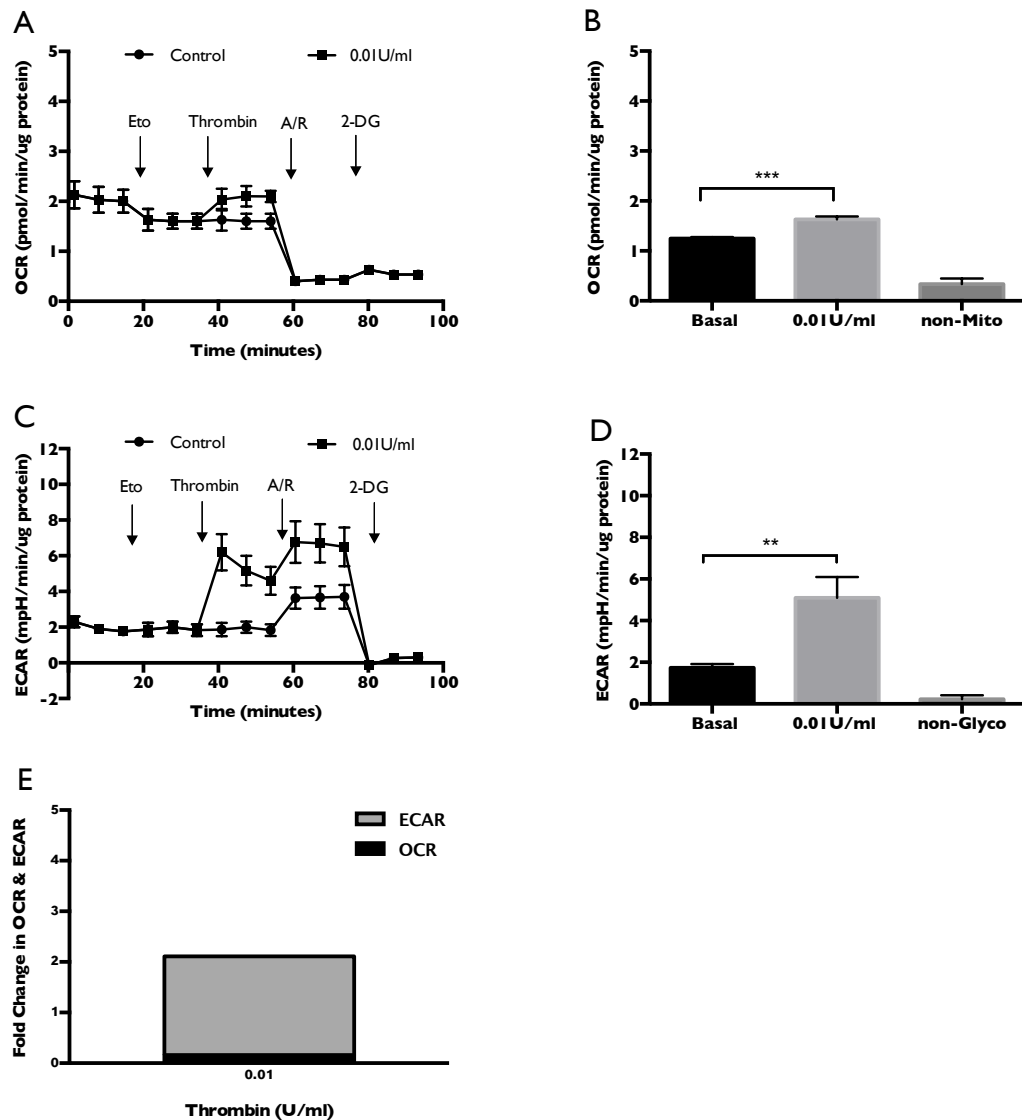 A
Control
0.01U/ml
Eto
Thrombin
A/R
2-DG
OCR (pmol/min/ug protein)
5
4
3
2
1
0
0 20 40 60 80 100
Time (minutes)
B
OCR (pmol/min/ug protein)
5
4
3
2
1
0
***
Basal
0.01U/ml
non-Mito
C
Control
0.01U/ml
Eto
Thrombin
A/R
2-DG
ECAR (mpH/min/ug protein)
12
10
8
6
4
2
0
-2
20 40 60 80 100
Time (minutes)
D
ECAR (mpH/min/ug protein)
12
10
8
6
4
2
0
**
Basal
0.01U/ml
non-Glyco
E
ECAR
OCR
Fold Change in OCR & ECAR
5
4
3
2
1
0
0.01
Thrombin (U/ml)